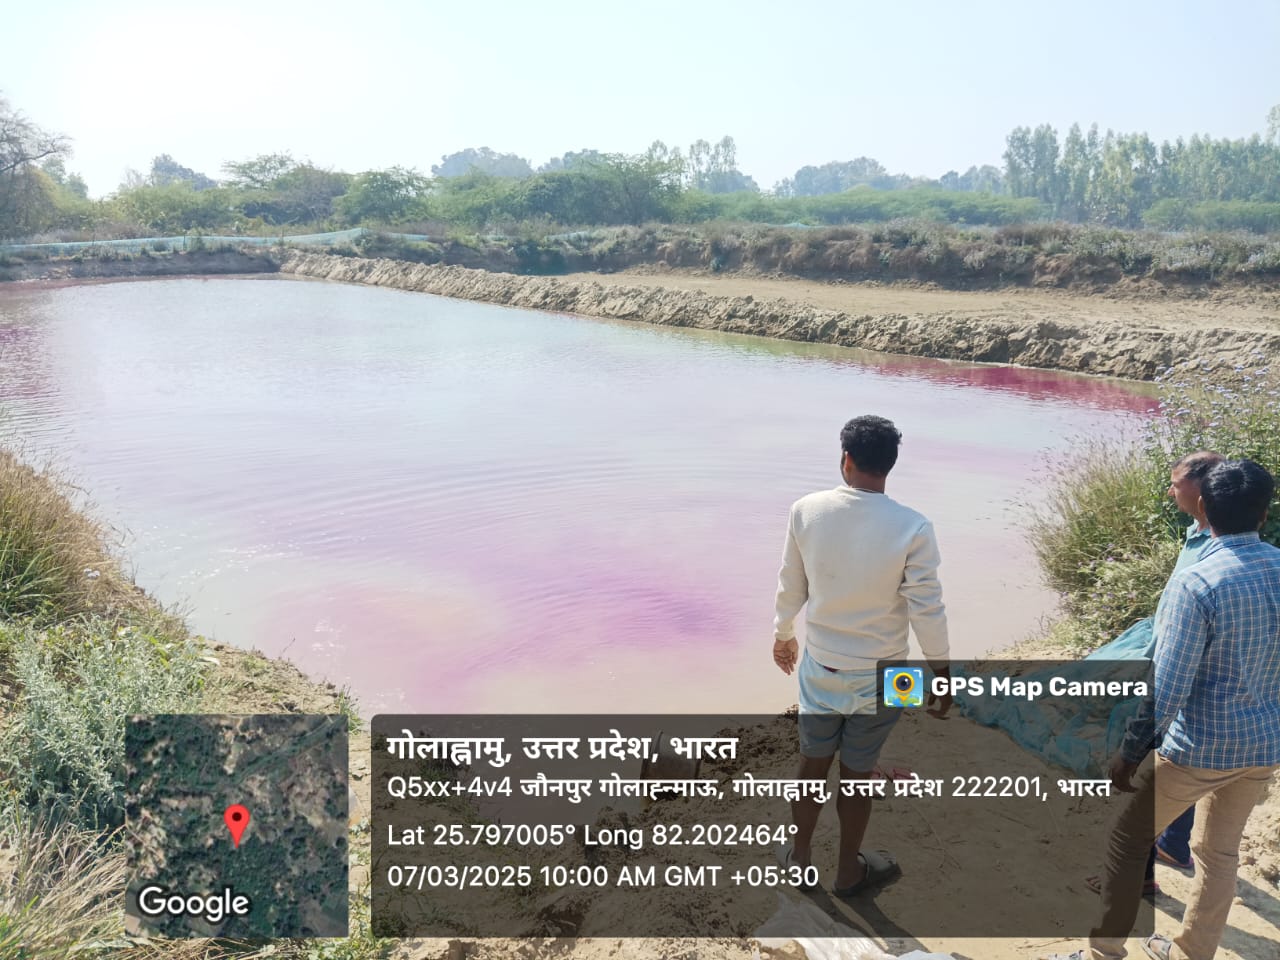 GPS Map Camera
गोलाह्नामु, उत्तर प्रदेश, भारत
Q5xx+4v4 जौनपुर गोलाह्न्माऊ, गोलाह्नामु, उत्तर प्रदेश 222201, भारत
Lat 25.797005° Long 82.202464°
07/03/2025 10:00 AM GMT +05:30
Google